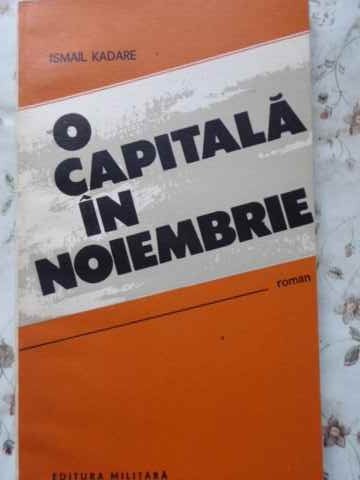 ISMAIL KADARE
O
CAPITALĂ
ÎN
NOIEMBRIE
roman
EDITURA MILITARĂ